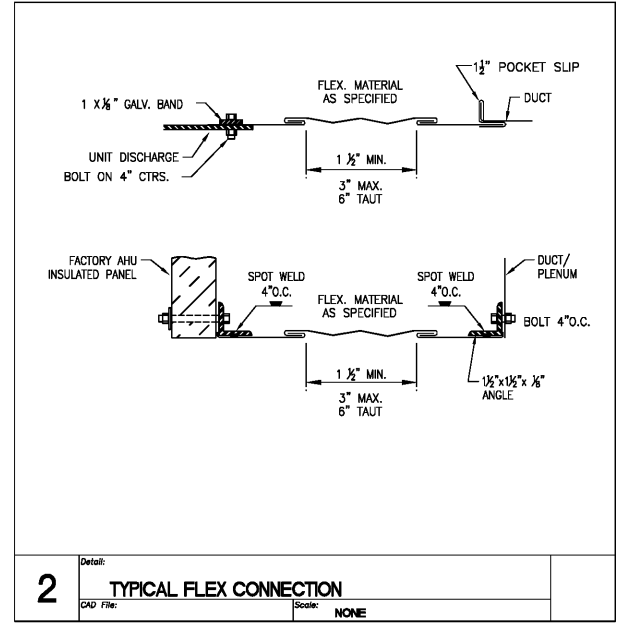 1½" POCKET SLIP
FLEX. MATERIAL
AS SPECIFIED
DUCT
1 X⅛" GALV. BAND
UNIT DISCHARGE
BOLT ON 4" CTRS.
1 ½" MIN.
3" MAX.
6" TAUT
FACTORY AHU
INSULATED PANEL
SPOT WELD
4"O.C.
FLEX. MATERIAL
AS SPECIFIED
SPOT WELD
4"O.C.
DUCT/
PLENUM
BOLT 4"O.C.
1 ½" MIN.
3" MAX.
6" TAUT
1½"x1½"x ⅛"
ANGLE
2
Detail:
TYPICAL FLEX CONNECTION
CAD File:
Scale:
NONE